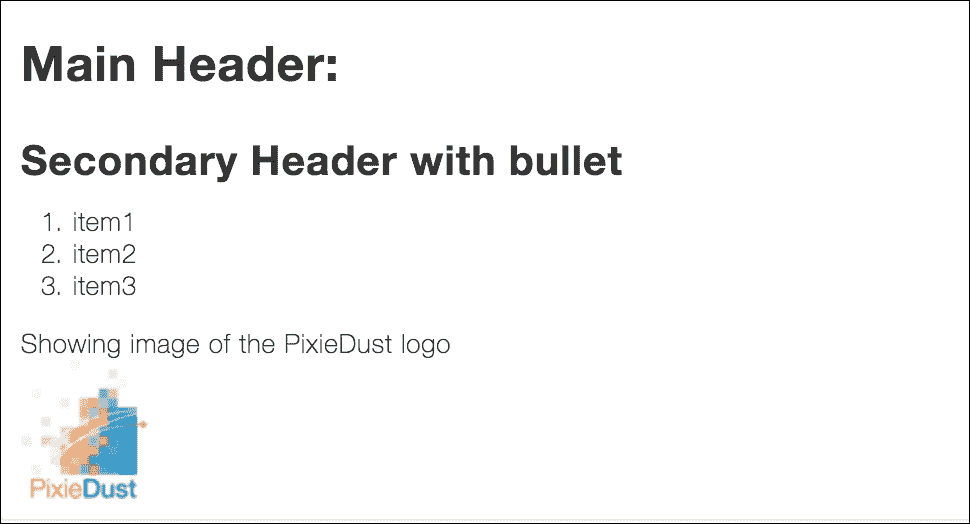 Main Header:
Secondary Header with bullet
1. item1
2. item2
3. item3
Showing image of the PixieDust logo
PixieDust